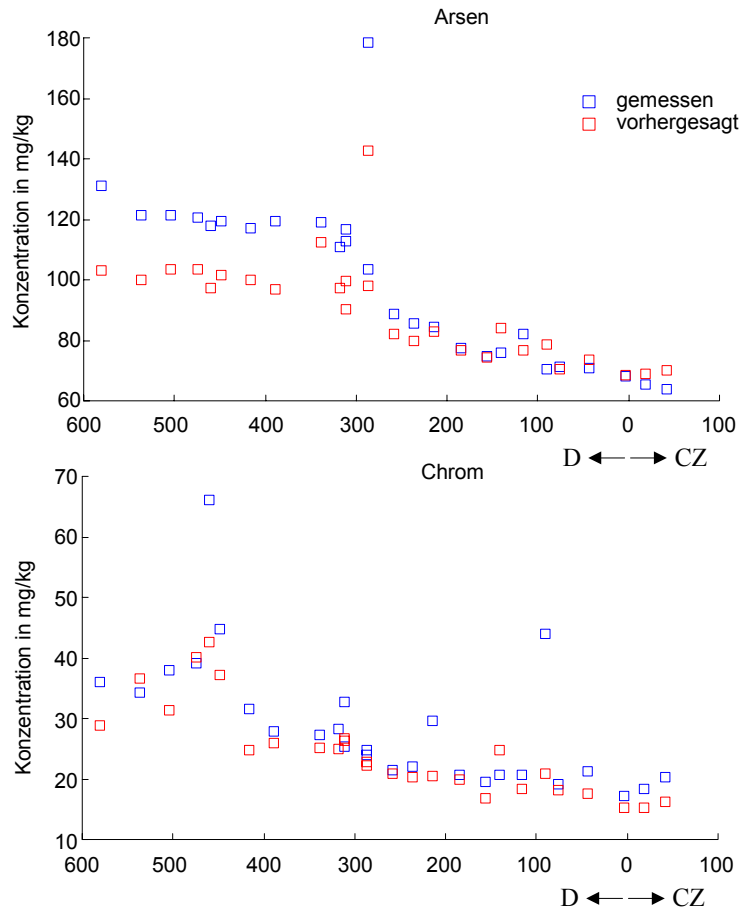 Arsen
Konzentration in mg/kg
180
160
140
120
100
80
60
gemessen
vorhergesagt
600 500 400 300 200 100 0 100
D ←→ CZ
Chrom
Konzentration in mg/kg
70
60
50
40
30
20
10
600 500 400 300 200 100 0 100
D ←→ CZ